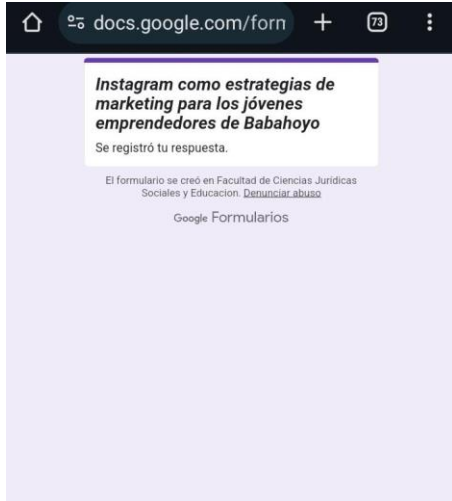 docs.google.com/forn
73
Instagram como estrategias de
marketing para los jóvenes
emprendedores de Babahoyo
Se registró tu respuesta.
El formulario se creó en Facultad de Ciencias Jurídicas
Sociales y Educacion. Denunciar abuso
Google Formularios